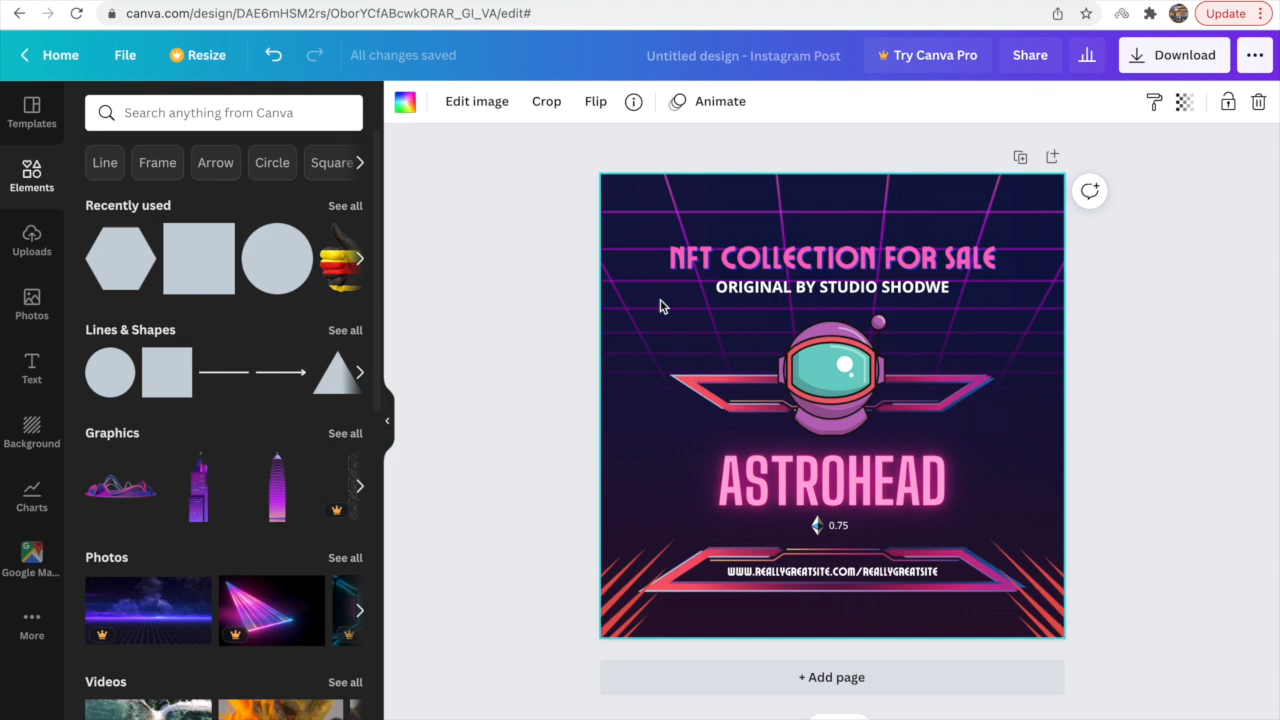 canva.com/design/DAE6mHSM2rs/OborYCfABcwkORAR_GI_VA/edit#
Update
Home
File
Resize
All changes saved
Untitled design - Instagram Post
Try Canva Pro
Share
Download
Templates
Elements
Uploads
Photos
Text
Background
Charts
Google Ma...
More
Search anything from Canva
Line
Frame
Arrow
Circle
Square
Recently used
See all
Lines & Shapes
See all
Graphics
See all
Photos
See all
Videos
See all
Edit image
Crop
Flip
Animate
NFT COLLECTION FOR SALE
ORIGINAL BY STUDIO SHODWE
ASTROHEAD
0.75
WWW.REALLYGREATSITE.COM/REALLYGREATSITE
+ Add page